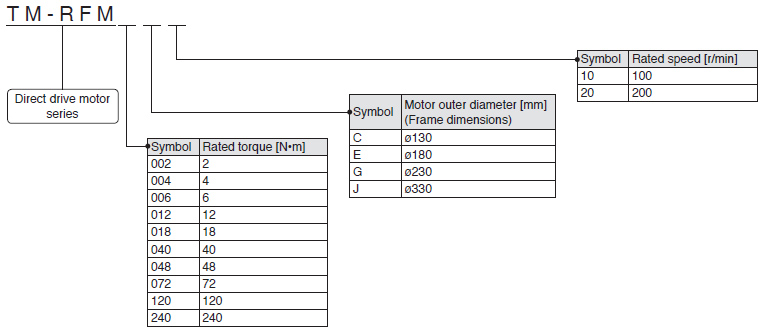 TM-RFM
Direct drive motor
series
Symbol Rated speed [r/min]
10 100
20 200
Symbol Motor outer diameter [mm]
(Frame dimensions)
C ø130
E ø180
G ø230
J ø330
Symbol Rated torque [N•m]
002 2
004 4
006 6
012 12
018 18
040 40
048 48
072 72
120 120
240 240